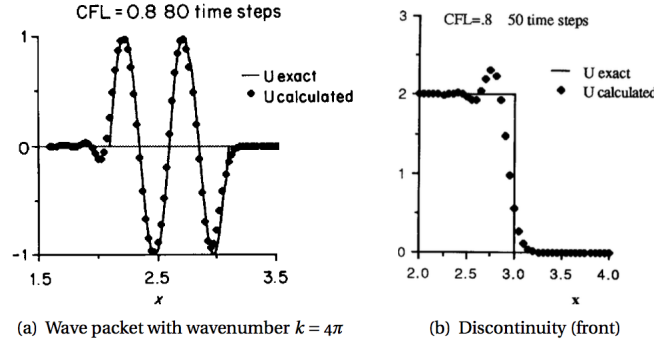 CFL = 0.8 80 time steps
1
0
-1
U exact
U calculated
1.5 2.5 3.5
x
(a) Wave packet with wavenumber k = 4π
CFL=.8 50 time steps
3
2
1
0
U exact
U calculated
2.0 2.5 3.0 3.5 4.0
x
(b) Discontinuity (front)